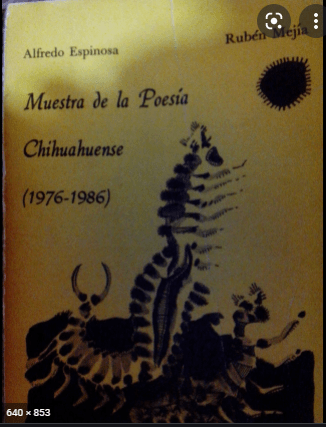 Alfredo Espinosa
Rubén Mejía
Muestra de la Poesía
Chihuahuense
(1976-1986)
640 × 853